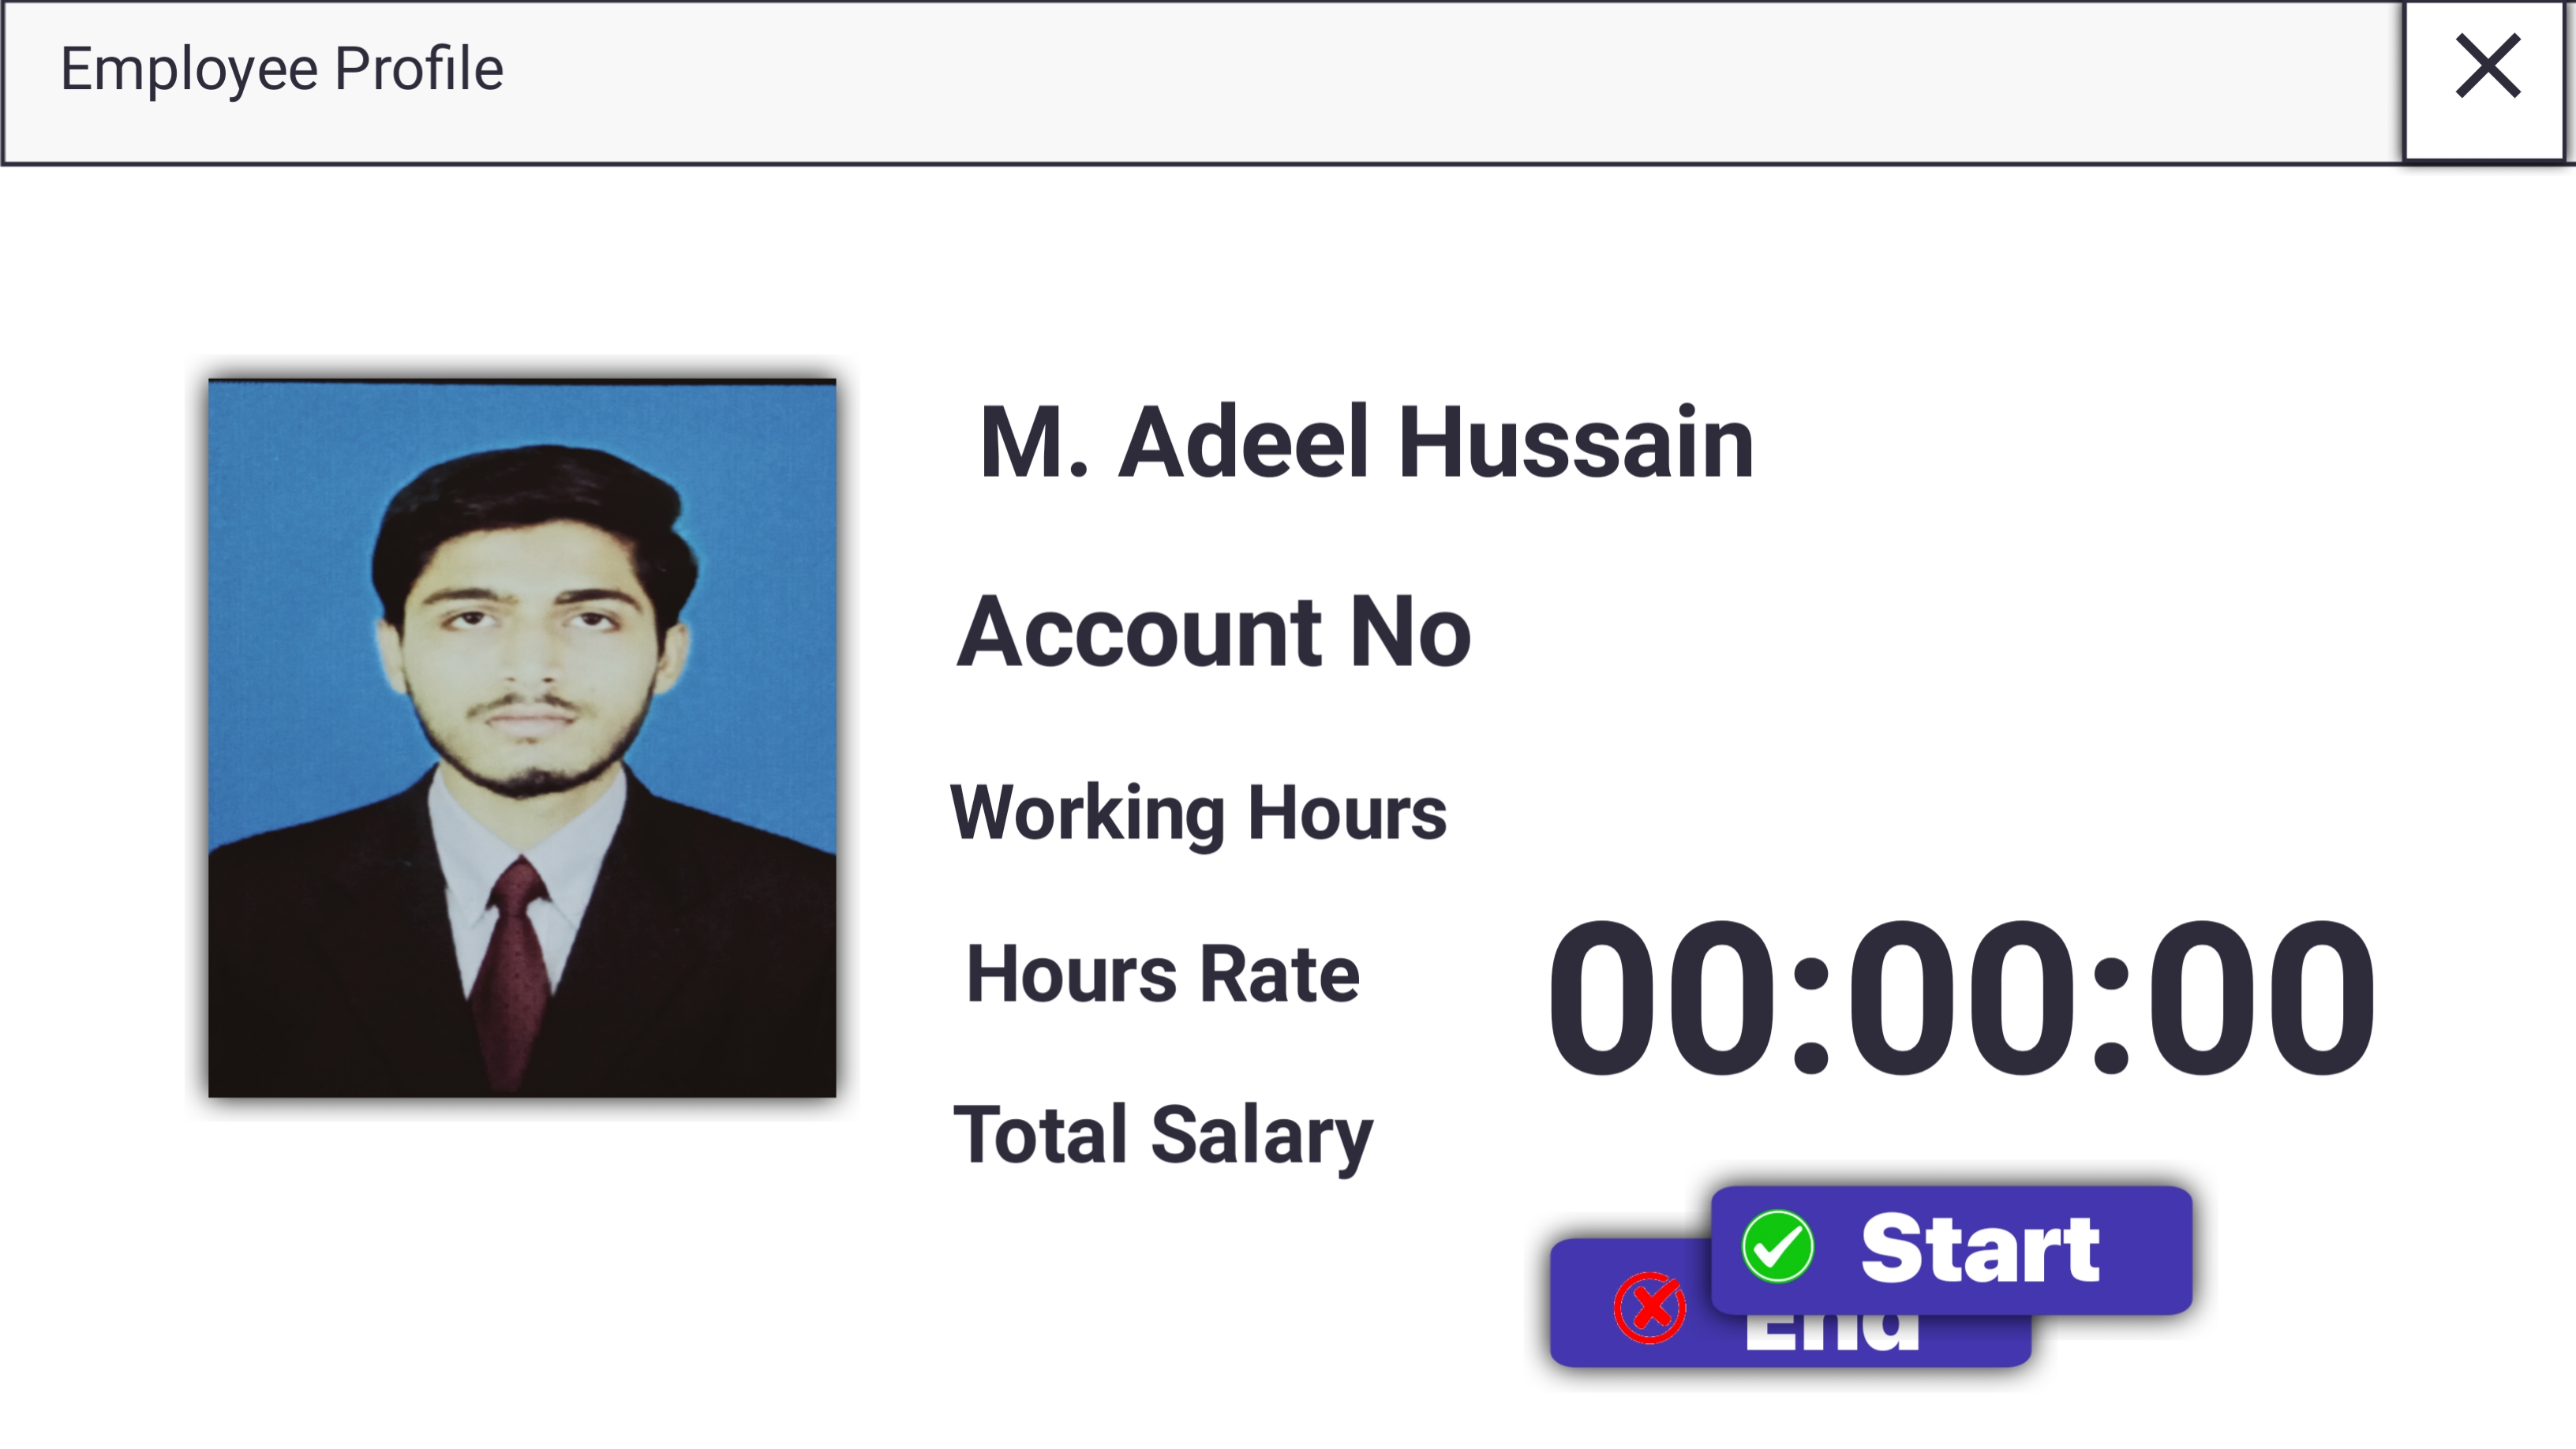 Employee Profile
M. Adeel Hussain
Account No
Working Hours
Hours Rate
00:00:00
Total Salary
Start
End